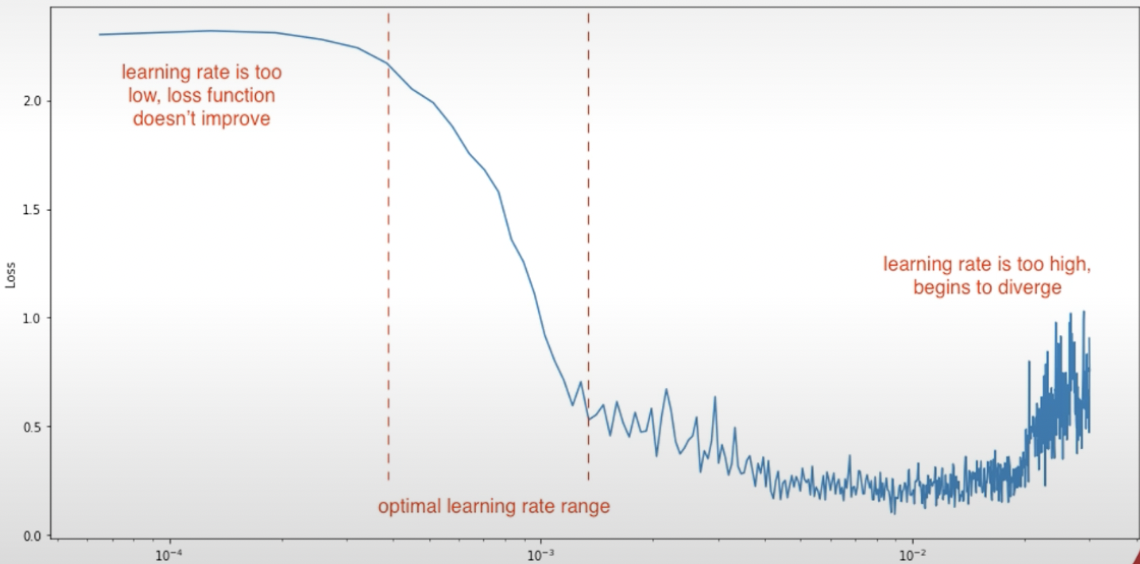 learning rate is too
low, loss function
doesn't improve
learning rate is too high,
begins to diverge
optimal learning rate range
Loss
2.0
1.5
1.0
0.5
0.0
10⁻⁴
10⁻³
10⁻²